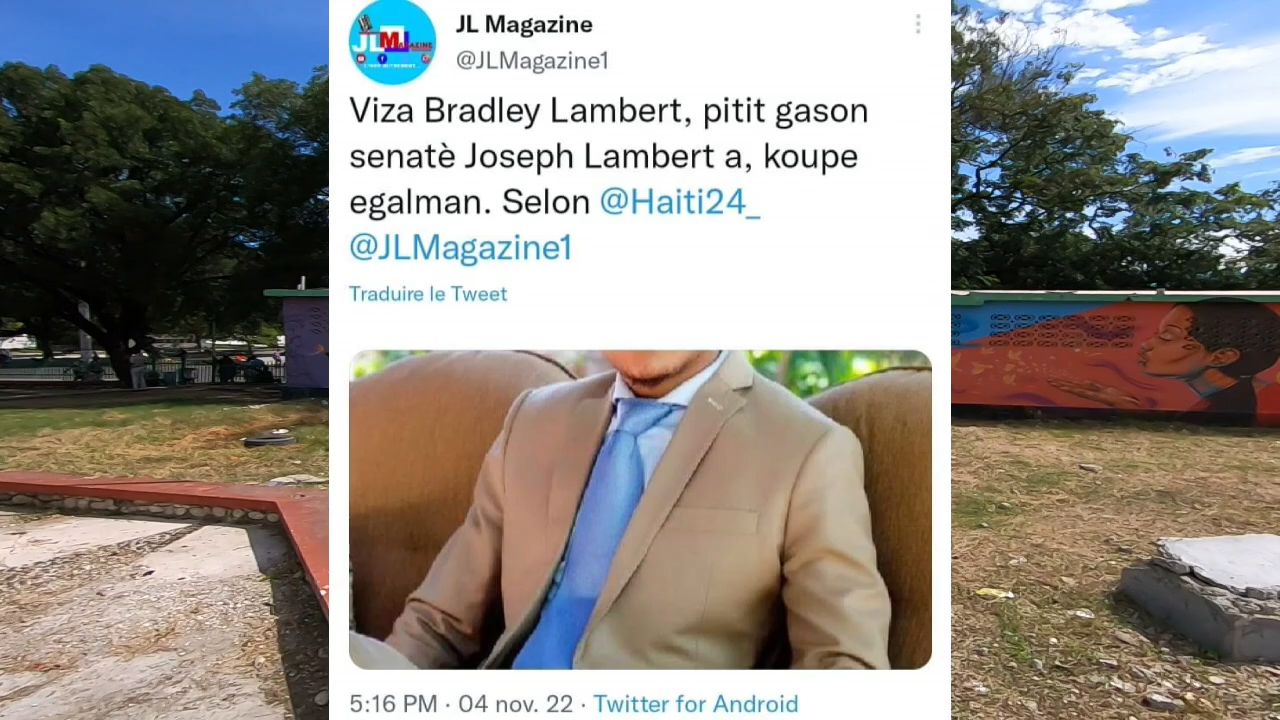 JLMAGAZINE
JL Magazine
@JLMagazine1
Viza Bradley Lambert, pitit gason
senatè Joseph Lambert a, koupe
egalman. Selon @Haiti24_
@JLMagazine1
Traduire le Tweet
5:16 PM · 04 nov. 22 · Twitter for Android